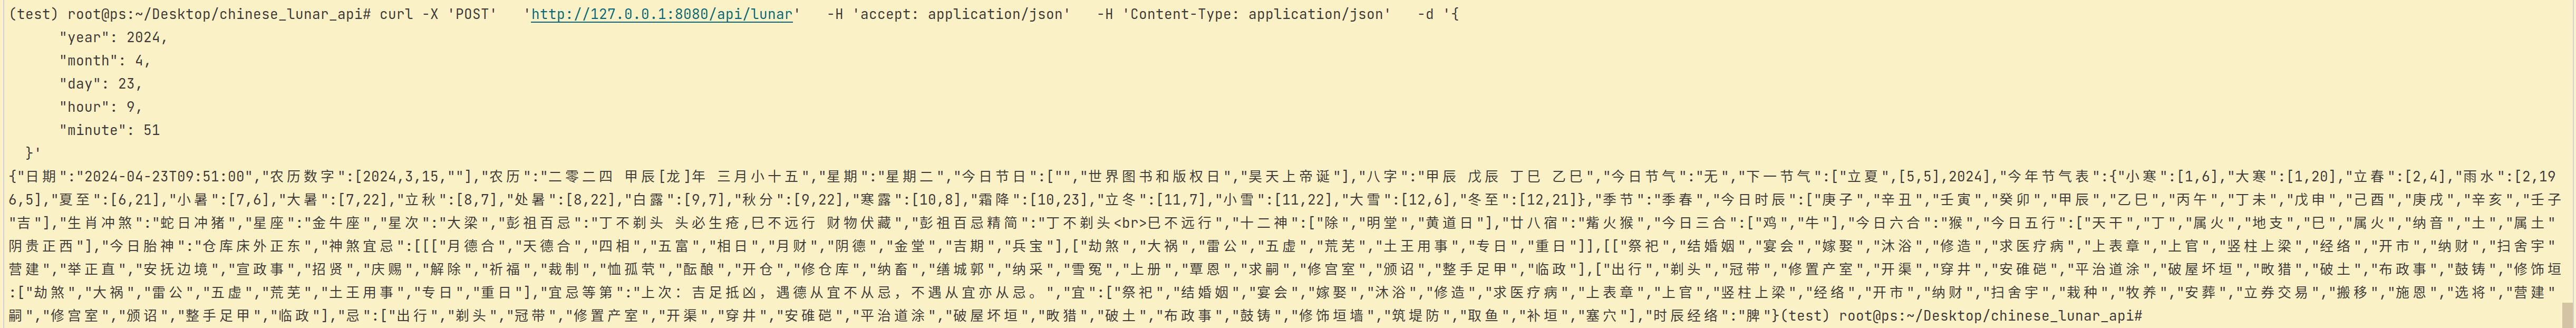 (test) root@ps:~/Desktop/chinese_lunar_api# curl -X 'POST'   'http://127.0.0.1:8080/api/lunar'   -H 'accept: application/json'   -H 'Content-Type: application/json'   -d '{
"year": 2024,
"month": 4,
"day": 23,
"hour": 9,
"minute": 51
}'
{"日期":"2024-04-23T09:51:00","农历数字":[2024,3,15,""],"农历":"二零二四 甲辰[龙]年 三月小十五","星期":"星期二","今日节日":["","世界图书和版权日","昊天上帝诞"],"八字":"甲辰 戊辰 丁巳 乙巳","今日节气":"无","下一节气":["立夏",[5,5],2024],"今年节气表":{"小寒":[1,6],"大寒":[1,20],"立春":[2,4],"雨水":[2,19
6,5],"夏至":[6,21],"小暑":[7,6],"大暑":[7,22],"立秋":[8,7],"处暑":[8,22],"白露":[9,7],"秋分":[9,22],"寒露":[10,8],"霜降":[10,23],"立冬":[11,7],"小雪":[11,22],"大雪":[12,6],"冬至":[12,21]},"季节":"季春","今日时辰":["庚子","辛丑","壬寅","癸卯","甲辰","乙巳","丙午","丁未","戊申","己酉","庚戌","辛亥","壬子
"吉"],"生肖冲煞":"蛇日冲猪","星座":"金牛座","星次":"大梁","彭祖百忌":"丁不剃头 头必生疮,巳不远行 财物伏藏","彭祖百忌精简":"丁不剃头<br>巳不远行","十二神":["除","明堂","黄道日"],"廿八宿":"觜火猴","今日三合":["鸡","牛"],"今日六合":"猴","今日五行":["天干","丁","属火","地支","巳","属火","纳音","土","属土"
阴贵正西"],"今日胎神":"仓库床外正东","神煞宜忌":[[["月德合","天德合","四相","五富","相日","月财","阴德","金堂","吉期","兵宝"],["劫煞","大祸","雷公","五虚","荒芜","土王用事","专日","重日"]],[["祭祀","结婚姻","宴会","嫁娶","沐浴","修造","求医疗病","上表章","上官","竖柱上梁","经络","开市","纳财","扫舍宇"
营建","举正直","安抚边境","宣政事","招贤","庆赐","解除","祈福","裁制","恤孤茕","酝酿","开仓","修仓库","纳畜","缮城郭","纳采","雪冤","上册","覃恩","求嗣","修宫室","颁诏","整手足甲","临政"],["出行","剃头","冠带","修置产室","开渠","穿井","安碓硙","平治道涂","破屋坏垣","畋猎","破土","布政事","鼓铸","修饰垣
:["劫煞","大祸","雷公","五虚","荒芜","土王用事","专日","重日"],"宜忌等第":"上次: 吉足抵凶，遇德从宜不从忌，不遇从宜亦从忌。","宜":["祭祀","结婚姻","宴会","嫁娶","沐浴","修造","求医疗病","上表章","上官","竖柱上梁","经络","开市","纳财","扫舍宇","栽种","牧养","安葬","立券交易","搬移","施恩","选将","营建"
嗣","修宫室","颁诏","整手足甲","临政"],"忌":["出行","剃头","冠带","修置产室","开渠","穿井","安碓硙","平治道涂","破屋坏垣","畋猎","破土","布政事","鼓铸","修饰垣墙","筑堤防","取鱼","补垣","塞穴"],"时辰经络":"脾"}(test) root@ps:~/Desktop/chinese_lunar_api#